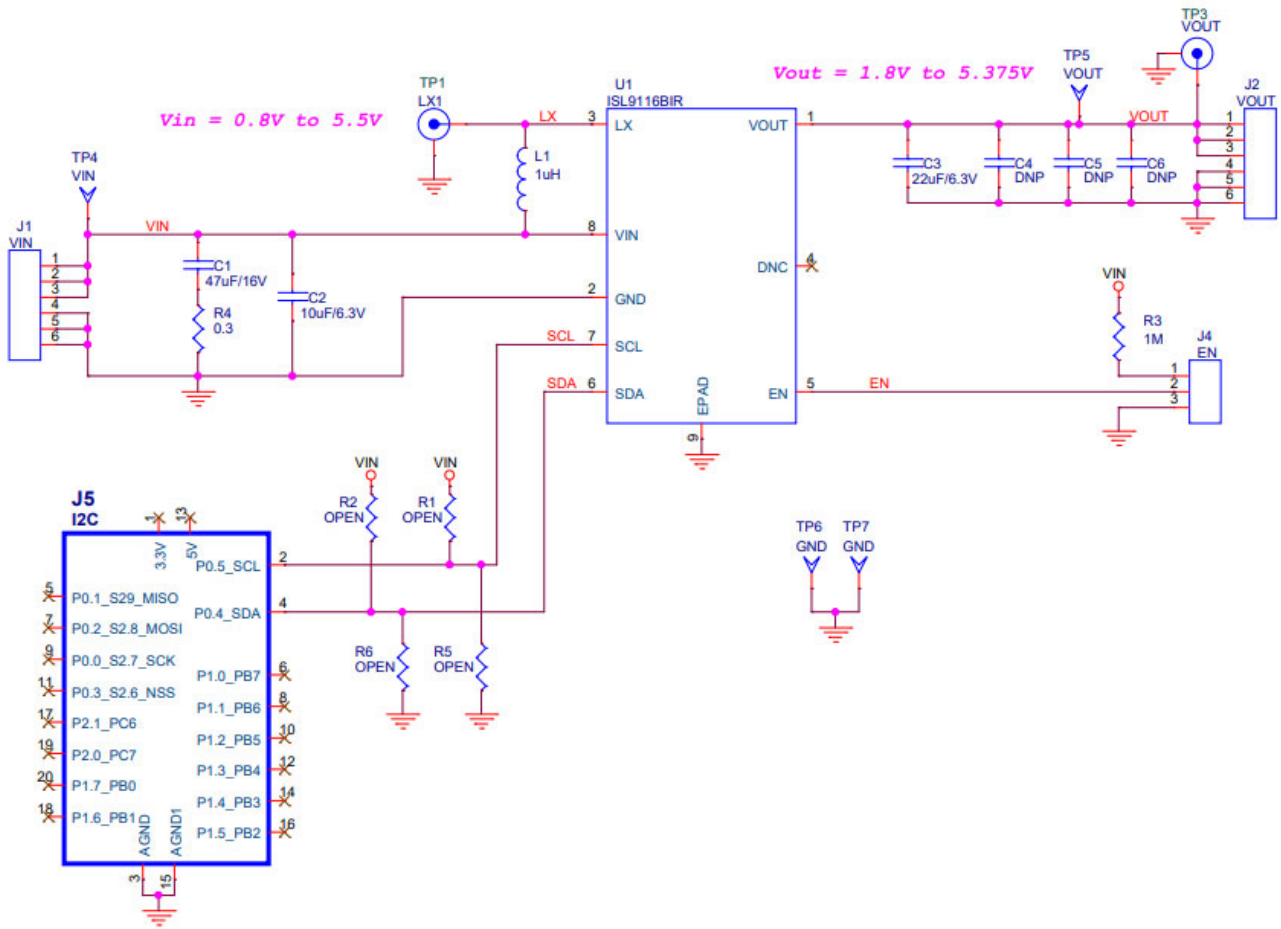 TP3
VOUT
TP5
VOUT
Vout = 1.8V to 5.375V
J2
VOUT
U1
ISL9116BIR
TP1
LX1
Vin = 0.8V to 5.5V
LX
3
LX
VOUT
1
VOUT
1
2
3
4
5
6
L1
1uH
C3
22uF/6.3V
C4
DNP
C5
DNP
C6
DNP
TP4
VIN
J1
VIN
VIN
8
VIN
1
2
3
4
5
6
C1
47uF/16V
R4
0.3
C2
10uF/6.3V
DNC
4
2
GND
SCL
7
SCL
SDA
6
SDA
EPAD
9
EN
5
EN
VIN
R3
1M
J4
EN
1
2
3
VIN
VIN
R2
OPEN
R1
OPEN
J5
I2C
1
13
3.3V
5V
P0.5_SCL
2
5
P0.1_S29_MISO
P0.4_SDA
4
7
P0.2_S2.8_MOSI
9
P0.0_S2.7_SCK
P1.0_PB7
6
11
P0.3_S2.6_NSS
P1.1_PB6
8
17
P2.1_PC6
P1.2_PB5
10
19
P2.0_PC7
P1.3_PB4
12
20
P1.7_PB0
P1.4_PB3
14
18
P1.6_PB1
P1.5_PB2
16
AGND
AGND1
3
15
R6
OPEN
R5
OPEN
TP6
GND
TP7
GND